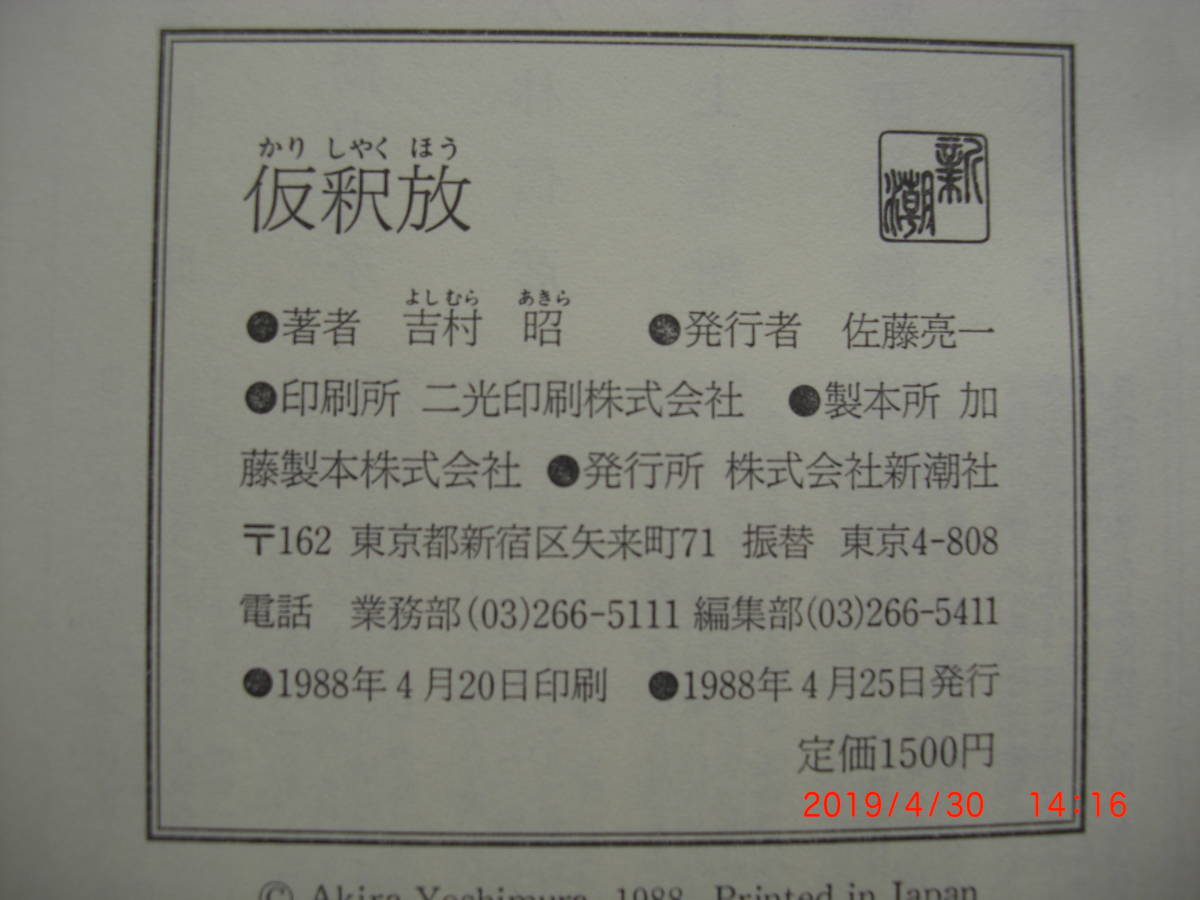 かり しやく ほう
仮釈放
新潮
よしむら あきら
●著者 吉村 昭 ●発行者 佐藤亮一
●印刷所 二光印刷株式会社 ●製本所 加
藤製本株式会社 ●発行所 株式会社新潮社
〒162 東京都新宿区矢来町71 振替 東京4-808
電話 業務部(03)266-5111 編集部(03)266-5411
●1988年4月20日印刷 ●1988年4月25日発行
定価1500円
2019/4/30 14:16
© Akira Yoshimura 1988, Printed in Japan